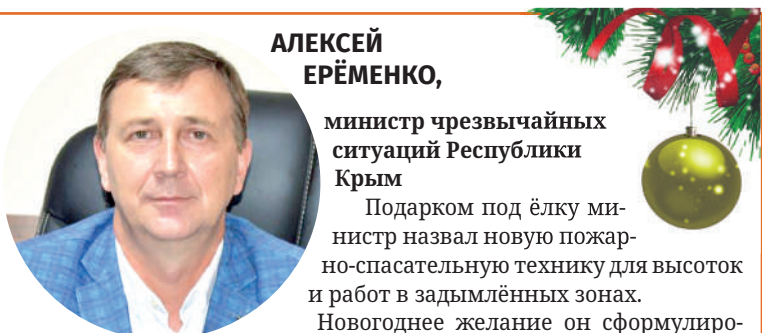 АЛЕКСЕЙ
ЕРЁМЕНКО,
министр чрезвычайных
ситуаций Республики
Крым
Подарком под ёлку ми-
нистр назвал новую пожар-
но-спасательную технику для высоток
и работ в задымлённых зонах.
Новогоднее желание он сформулиро-